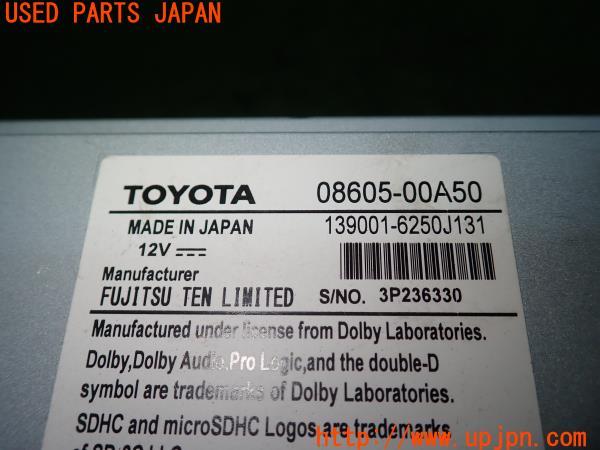 USED PARTS JAPAN
TOYOTA 08605-00A50
MADE IN JAPAN 139001-6250J131
12V
Manufacturer
FUJITSU TEN LIMITED S/NO. 3P236330
Manufactured under license from Dolby Laboratories.
Dolby,Dolby Audio,Pro Logic,and the double-D
symbol are trademarks of Dolby Laboratories.
SDHC and microSDHC Logos are trademarks
http://www.upjpn.com